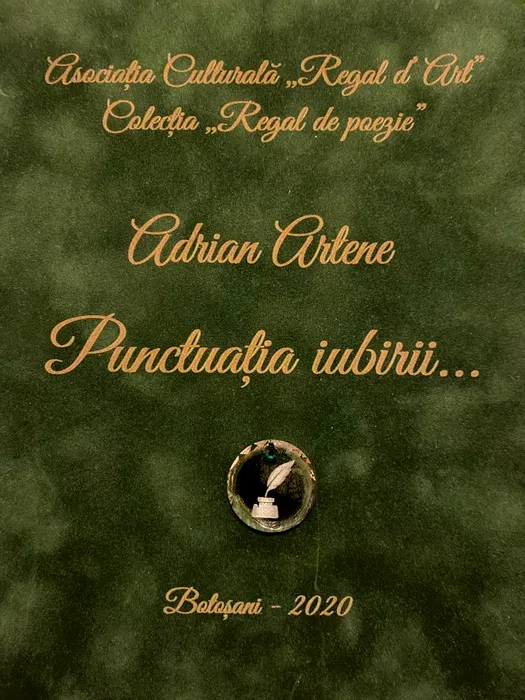 Asociația Culturală „Regal d'Art”
Colecția „Regal de poezie”
Adrian Artene
Punctuația iubirii...
Botoșani - 2020